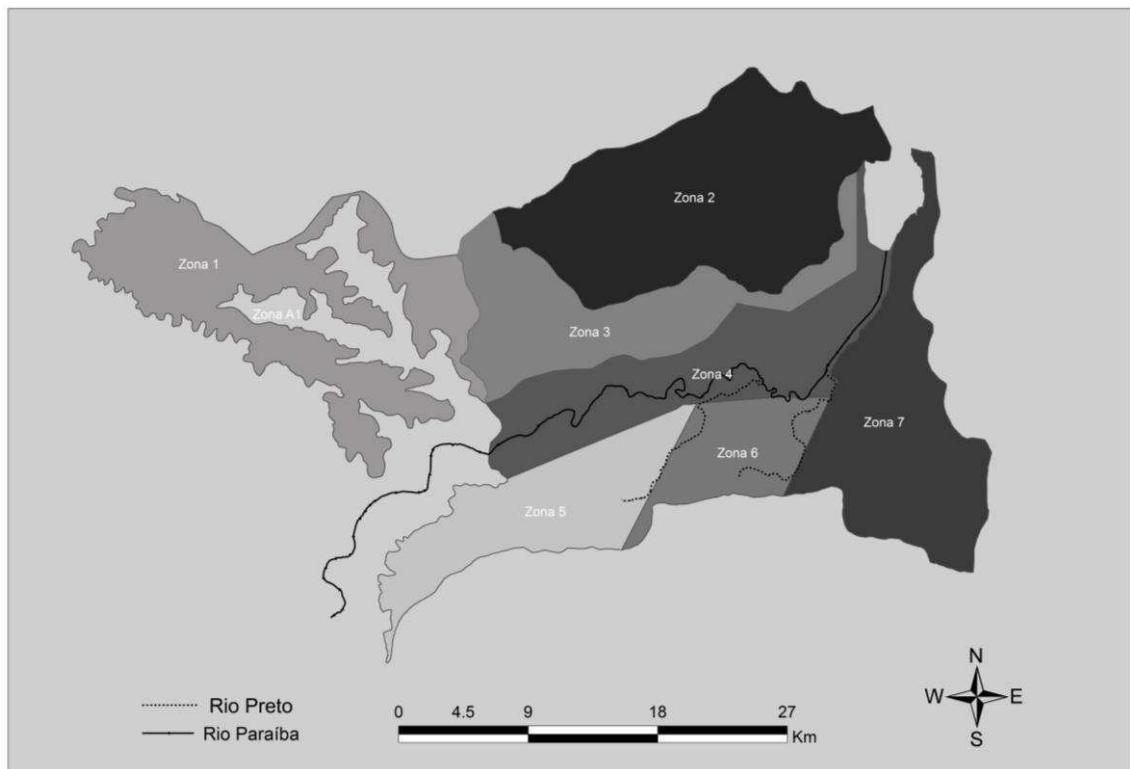 Zona 2
Zona 1
Zona A1
Zona 3
Zona 4
Zona 7
Zona 6
Zona 5
N
W E
S
Rio Preto
Rio Paraíba
0 4.5 9 18 27
Km